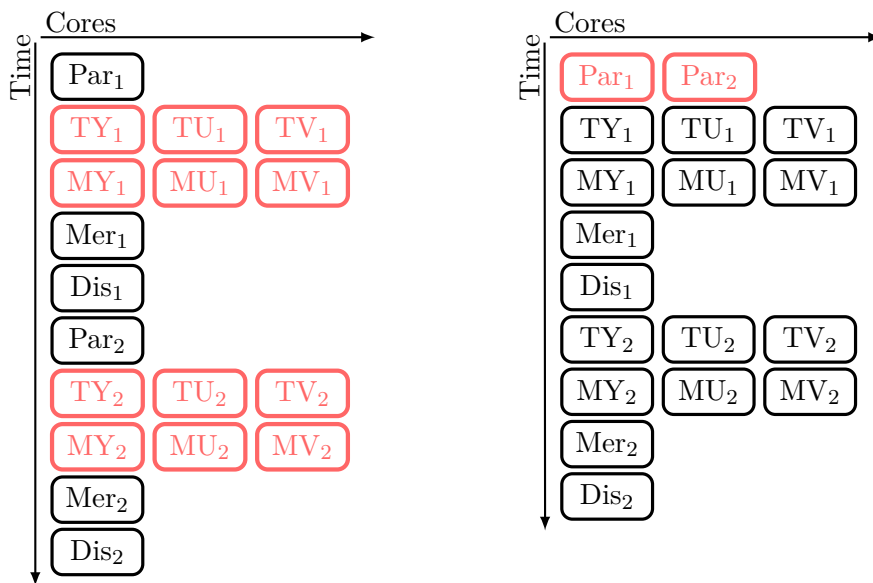 Cores
Time
Par₁
TY₁ TU₁ TV₁
MY₁ MU₁ MV₁
Mer₁
Dis₁
Par₂
TY₂ TU₂ TV₂
MY₂ MU₂ MV₂
Mer₂
Dis₂
Cores
Time
Par₁ Par₂
TY₁ TU₁ TV₁
MY₁ MU₁ MV₁
Mer₁
Dis₁
TY₂ TU₂ TV₂
MY₂ MU₂ MV₂
Mer₂
Dis₂